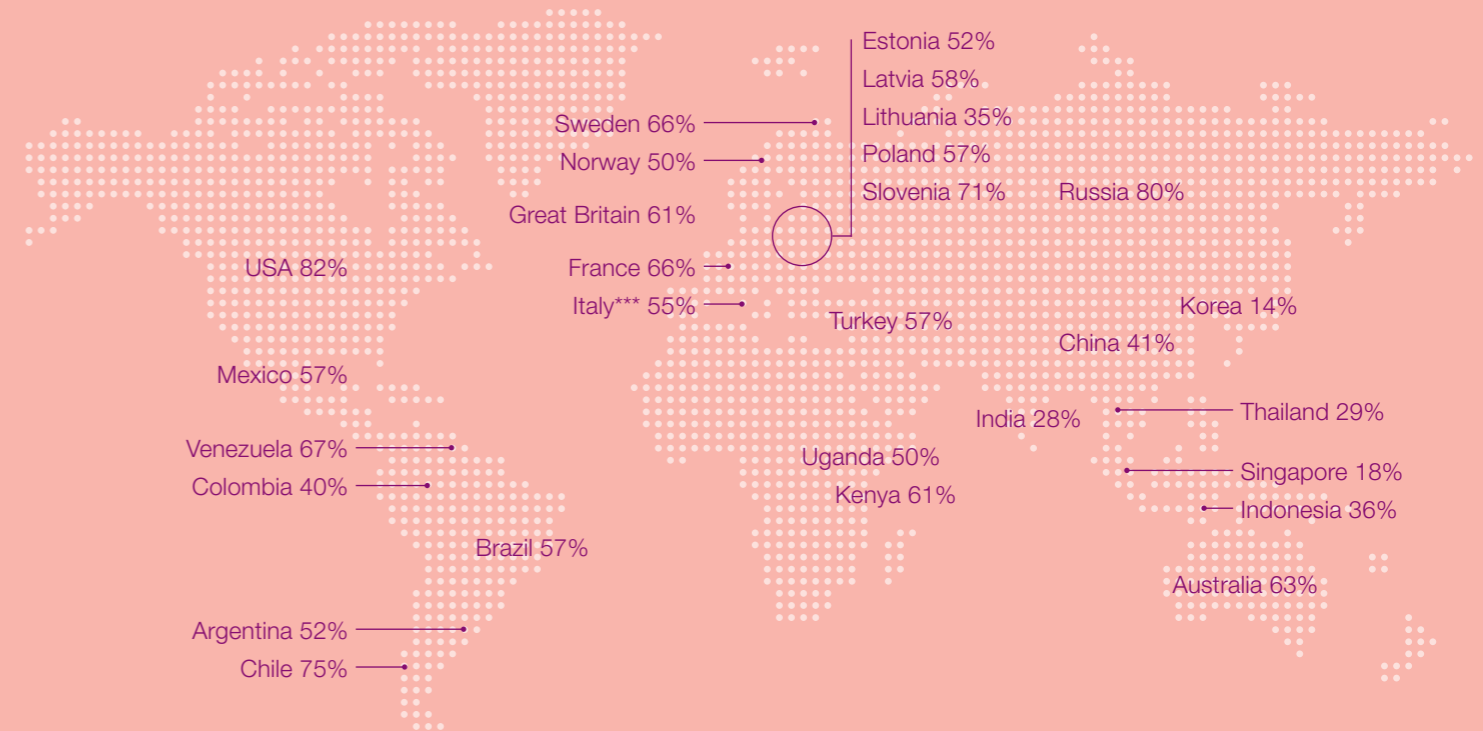 Estonia 52%
Latvia 58%
Lithuania 35%
Poland 57%
Slovenia 71%
Sweden 66%
Norway 50%
Great Britain 61%
France 66%
Italy*** 55%
Russia 80%
USA 82%
Mexico 57%
Venezuela 67%
Colombia 40%
Brazil 57%
Argentina 52%
Chile 75%
Turkey 57%
Korea 14%
China 41%
India 28%
Thailand 29%
Uganda 50%
Kenya 61%
Singapore 18%
Indonesia 36%
Australia 63%